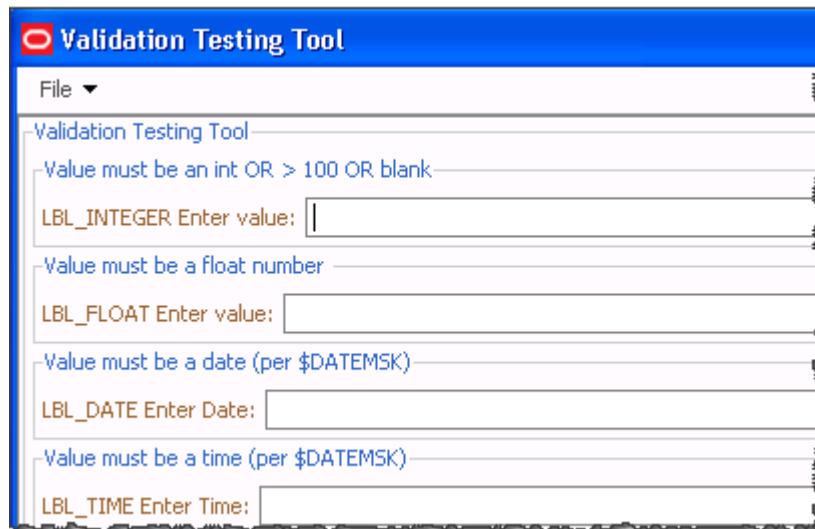 Validation Testing Tool
File
Validation Testing Tool
Value must be an int OR > 100 OR blank
LBL_INTEGER Enter value:
Value must be a float number
LBL_FLOAT Enter value:
Value must be a date (per $DATEMSK)
LBL_DATE Enter Date:
Value must be a time (per $DATEMSK)
LBL_TIME Enter Time: